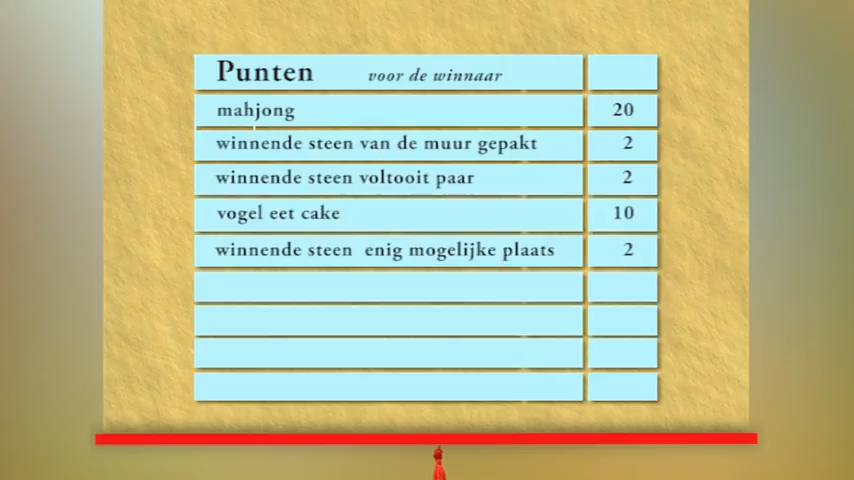 Punten voor de winnaar
mahjong 20
winnende steen van de muur gepakt 2
winnende steen voltooit paar 2
vogel eet cake 10
winnende steen enig mogelijke plaats 2